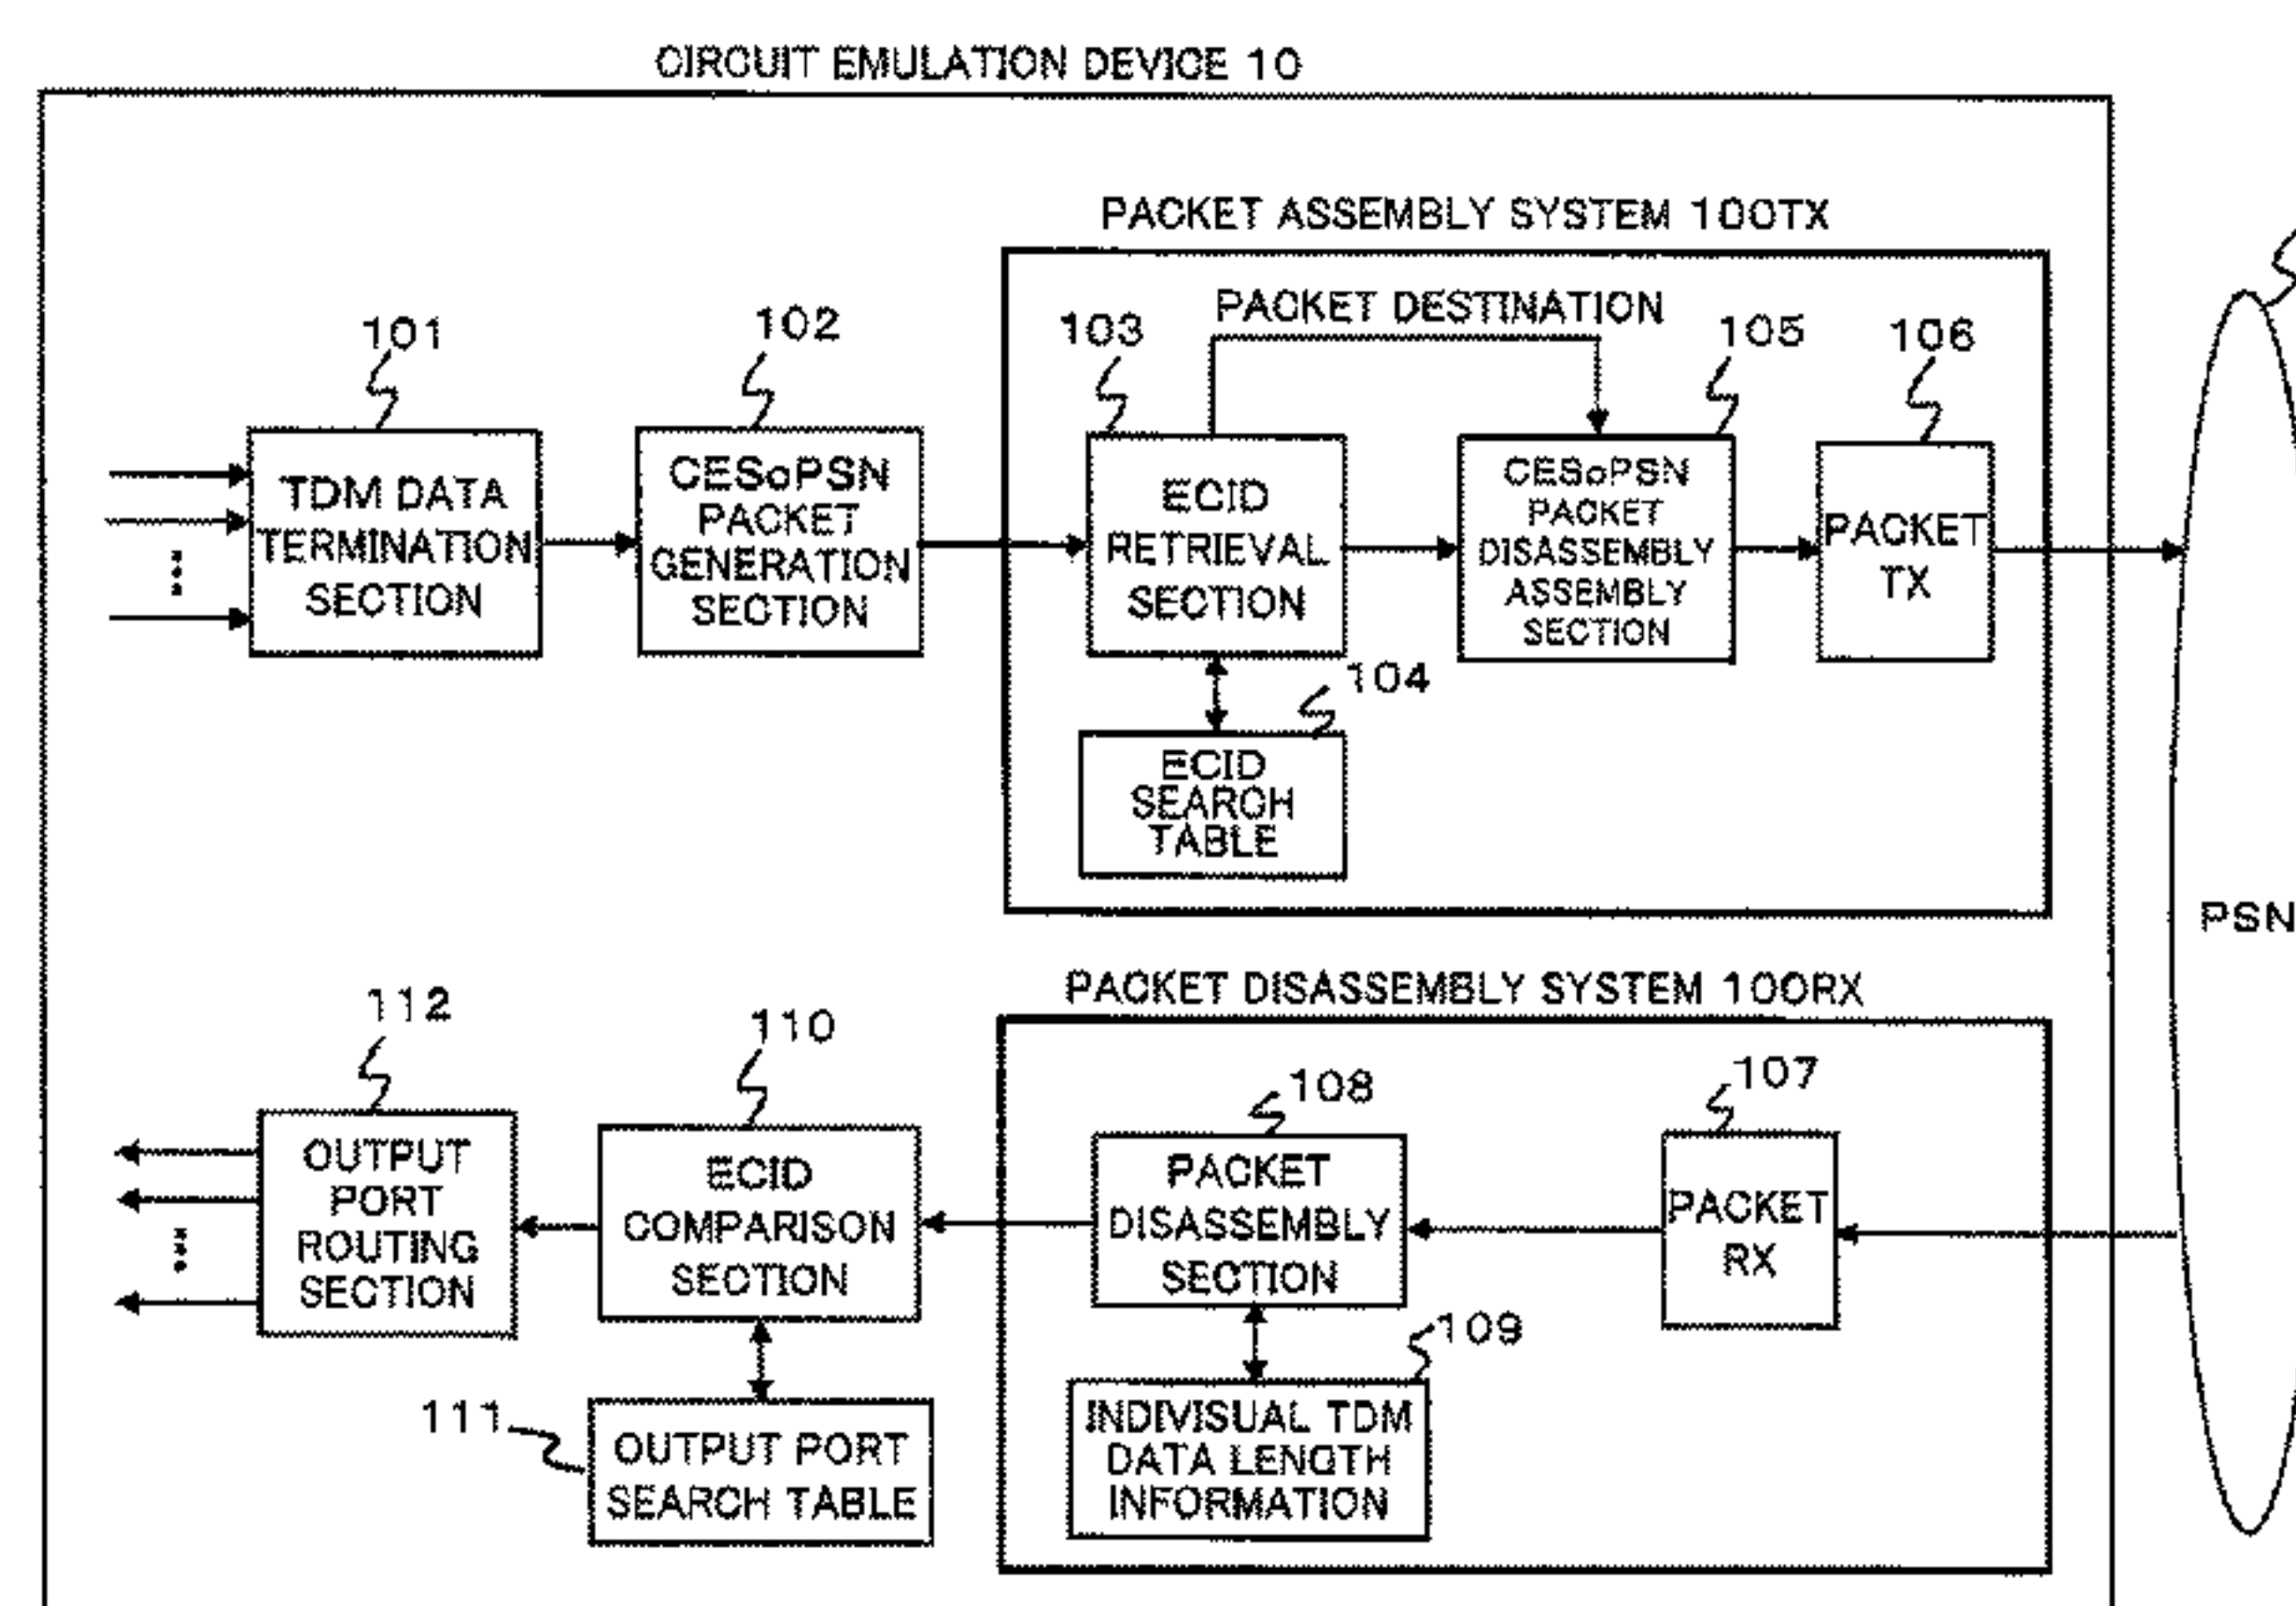 CIRCUIT EMULATION DEVICE 10
PACKET ASSEMBLY SYSTEM 100TX
PACKET DESTINATION
101
102
103
105
106
TDM DATA
TERMINATION
SECTION
CESoPSN
PACKET
GENERATION
SECTION
ECID
RETRIEVAL
SECTION
CESoPSN
PACKET
DISASSEMBLY
ASSEMBLY
SECTION
PACKET
TX
104
ECID
SEARCH
TABLE
PSN
PACKET DISASSEMBLY SYSTEM 100RX
112
110
108
107
OUTPUT
PORT
ROUTING
SECTION
ECID
COMPARISON
SECTION
PACKET
DISASSEMBLY
SECTION
PACKET
RX
109
111
OUTPUT PORT
SEARCH TABLE
INDIVISUAL TDM
DATA LENGTH
INFORMATION